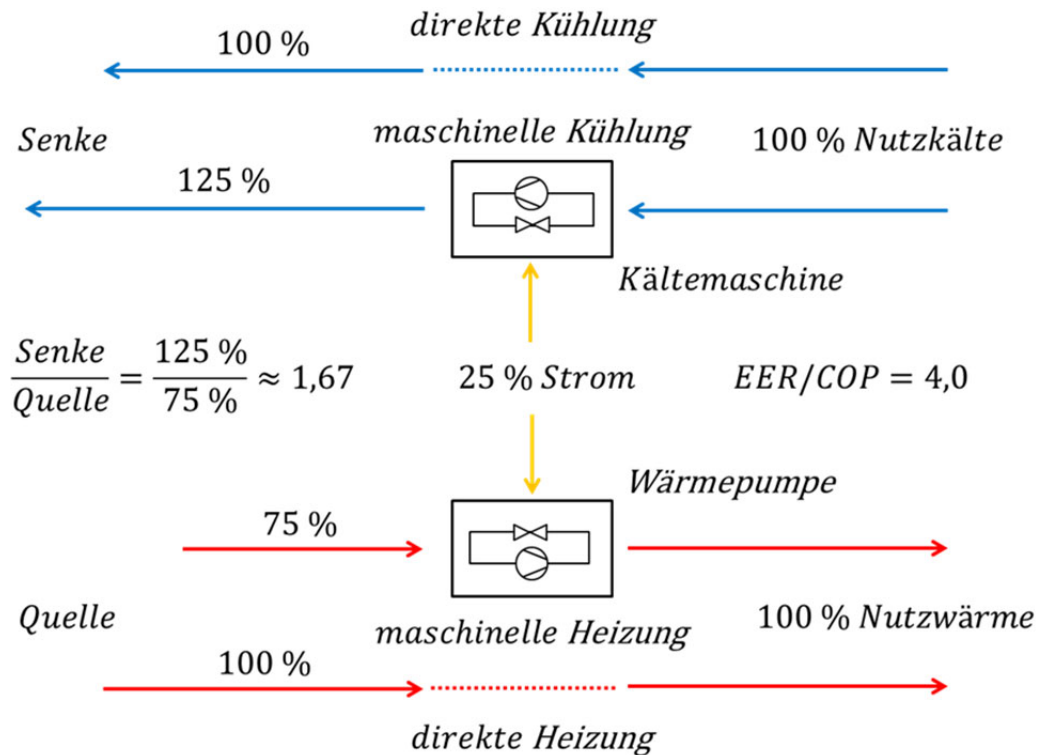 direkte Kühlung
100 %
Senke
maschinelle Kühlung
100 % Nutzkälte
125 %
Kältemaschine
Senke/Quelle = 125 %/75 % ≈ 1,67
25 % Strom
EER/COP = 4,0
Wärmepumpe
75 %
Quelle
maschinelle Heizung
100 % Nutzwärme
100 %
direkte Heizung